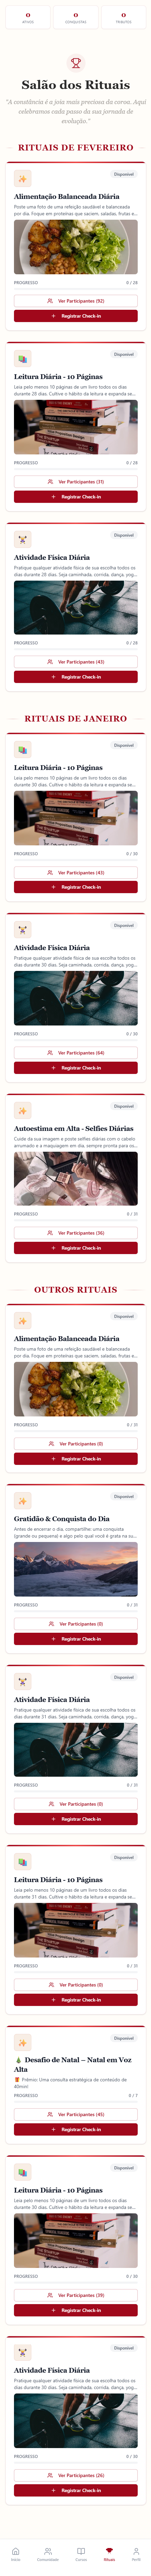 0 0 0
ATIVOS CONQUISTAS TRIBUTOS
Salão dos Rituais
"A constância é a joia mais preciosa da coroa. Aqui
celebramos cada passo da sua jornada de
evolução."
RITUAIS DE FEVEREIRO
Disponível
Alimentação Balanceada Diária
Poste uma foto de uma refeição saudável e balanceada
por dia. Foque em proteínas que saciem, saladas, frutas e...
PROGRESSO 0 / 28
Ver Participantes (92)
Registrar Check-in
Disponível
Leitura Diária - 10 Páginas
Leia pelo menos 10 páginas de um livro todos os dias
durante 28 dias. Cultive o hábito da leitura e expanda se...
PROGRESSO 0 / 28
Ver Participantes (31)
Registrar Check-in
Disponível
Atividade Física Diária
Pratique qualquer atividade física de sua escolha todos os
dias durante 28 dias. Seja caminhada, corrida, dança, yog...
PROGRESSO 0 / 28
Ver Participantes (43)
Registrar Check-in
RITUAIS DE JANEIRO
Disponível
Leitura Diária - 10 Páginas
Leia pelo menos 10 páginas de um livro todos os dias
durante 30 dias. Cultive o hábito da leitura e expanda se...
PROGRESSO 0 / 30
Ver Participantes (43)
Registrar Check-in
Disponível
Atividade Física Diária
Pratique qualquer atividade física de sua escolha todos os
dias durante 30 dias. Seja caminhada, corrida, dança, yog...
PROGRESSO 0 / 30
Ver Participantes (64)
Registrar Check-in
Disponível
Autoestima em Alta - Selfies Diárias
Cuide da sua imagem e poste selfies diárias com o cabelo
arrumado e a maquiagem em dia, sempre pronta para os...
PROGRESSO 0 / 31
Ver Participantes (36)
Registrar Check-in
OUTROS RITUAIS
Disponível
Alimentação Balanceada Diária
Poste uma foto de uma refeição saudável e balanceada
por dia. Foque em proteínas que saciem, saladas, frutas e...
PROGRESSO 0 / 31
Ver Participantes (0)
Registrar Check-in
Disponível
Gratidão & Conquista do Dia
Antes de encerrar o dia, compartilhe: uma conquista
(grande ou pequena) e algo pelo qual você é grata na su...
PROGRESSO 0 / 31
Ver Participantes (0)
Registrar Check-in
Disponível
Atividade Física Diária
Pratique qualquer atividade física de sua escolha todos os
dias durante 31 dias. Seja caminhada, corrida, dança, yog...
PROGRESSO 0 / 31
Ver Participantes (0)
Registrar Check-in
Disponível
Leitura Diária - 10 Páginas
Leia pelo menos 10 páginas de um livro todos os dias
durante 31 dias. Cultive o hábito da leitura e expanda se...
PROGRESSO 0 / 31
Ver Participantes (0)
Registrar Check-in
Disponível
🎄 Desafio de Natal – Natal em Voz
Alta
🎁 Prêmio: Uma consulta estratégica de conteúdo de
40min!
PROGRESSO 0 / 7
Ver Participantes (45)
Registrar Check-in
Disponível
Leitura Diária - 10 Páginas
Leia pelo menos 10 páginas de um livro todos os dias
durante 30 dias. Cultive o hábito da leitura e expanda se...
PROGRESSO 0 / 30
Ver Participantes (39)
Registrar Check-in
Disponível
Atividade Física Diária
Pratique qualquer atividade física de sua escolha todos os
dias durante 30 dias. Seja caminhada, corrida, dança, yog...
PROGRESSO 0 / 30
Ver Participantes (26)
Registrar Check-in
Início Comunidade Cursos Rituais Perfil